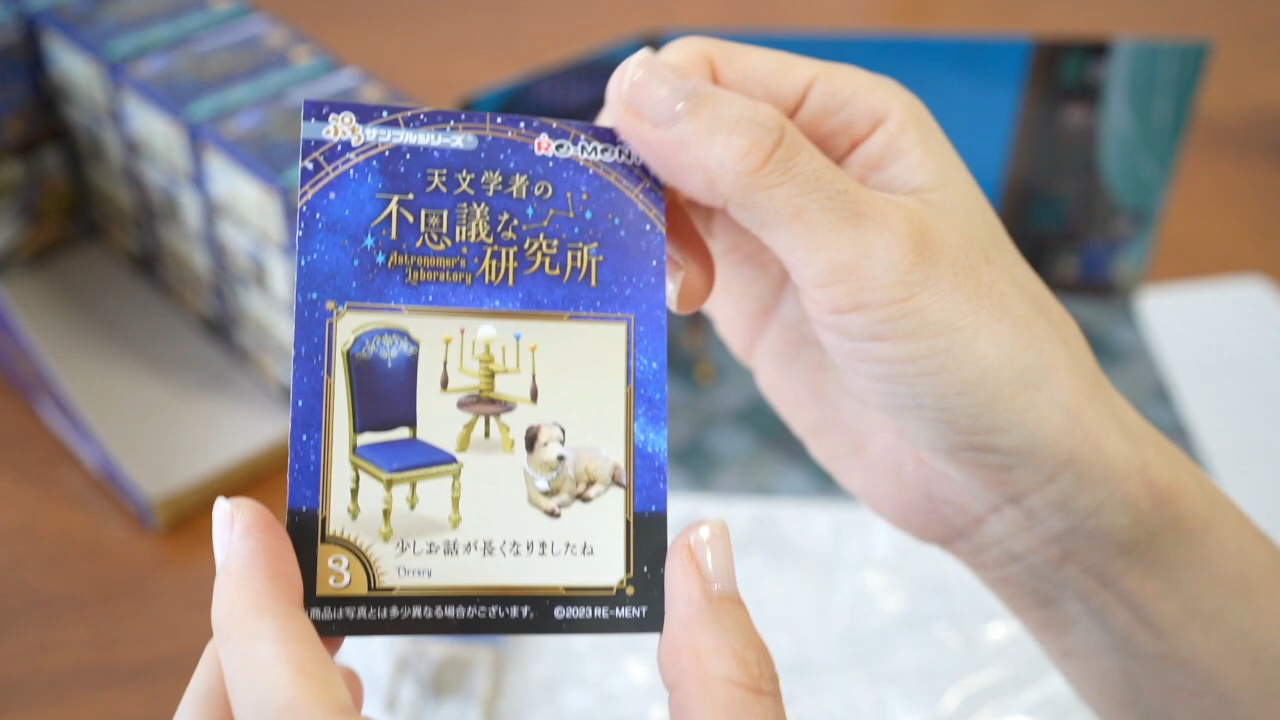 ぷちサンプルシリーズ
RE-MENT
天文学者の
不思議な
Astronomer's
Laboratory
研究所
少しお話が長くなりましたね
Orrery
3
商品は写真とは多少異なる場合がございます。 ©2023 RE-MENT